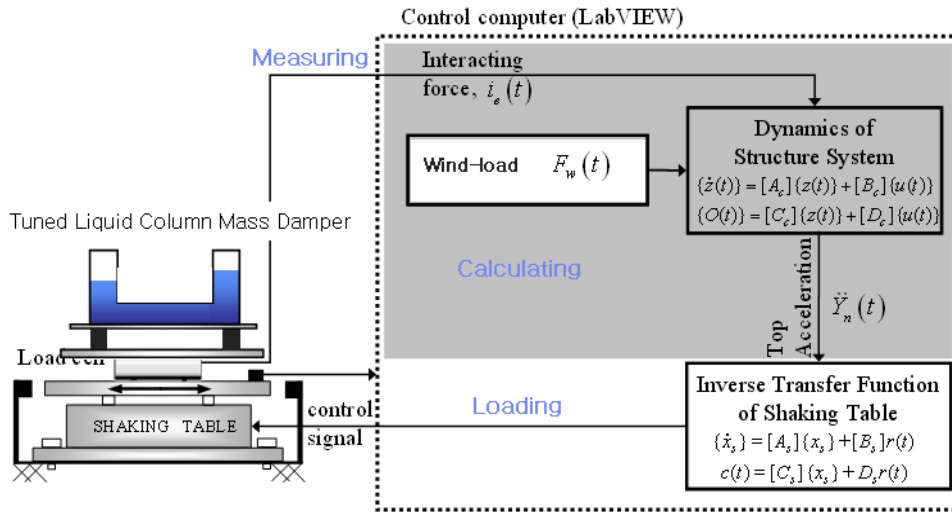 Control computer (LabVIEW)
Measuring
Interacting
force, i_e(t)
Wind-load F_w(t)
Dynamics of
Structure System
{ż(t)} = [A_c]{z(t)} + [B_c]{u(t)}
{O(t)} = [C_c]{z(t)} + [D_c]{u(t)}
Tuned Liquid Column Mass Damper
Calculating
Top
Acceleration
Ÿ_n(t)
Load cell
Inverse Transfer Function
of Shaking Table
{ẋ_s} = [A_s]{x_s} + [B_s]r(t)
c(t) = [C_s]{x_s} + D_s r(t)
Loading
control
signal
SHAKING TABLE